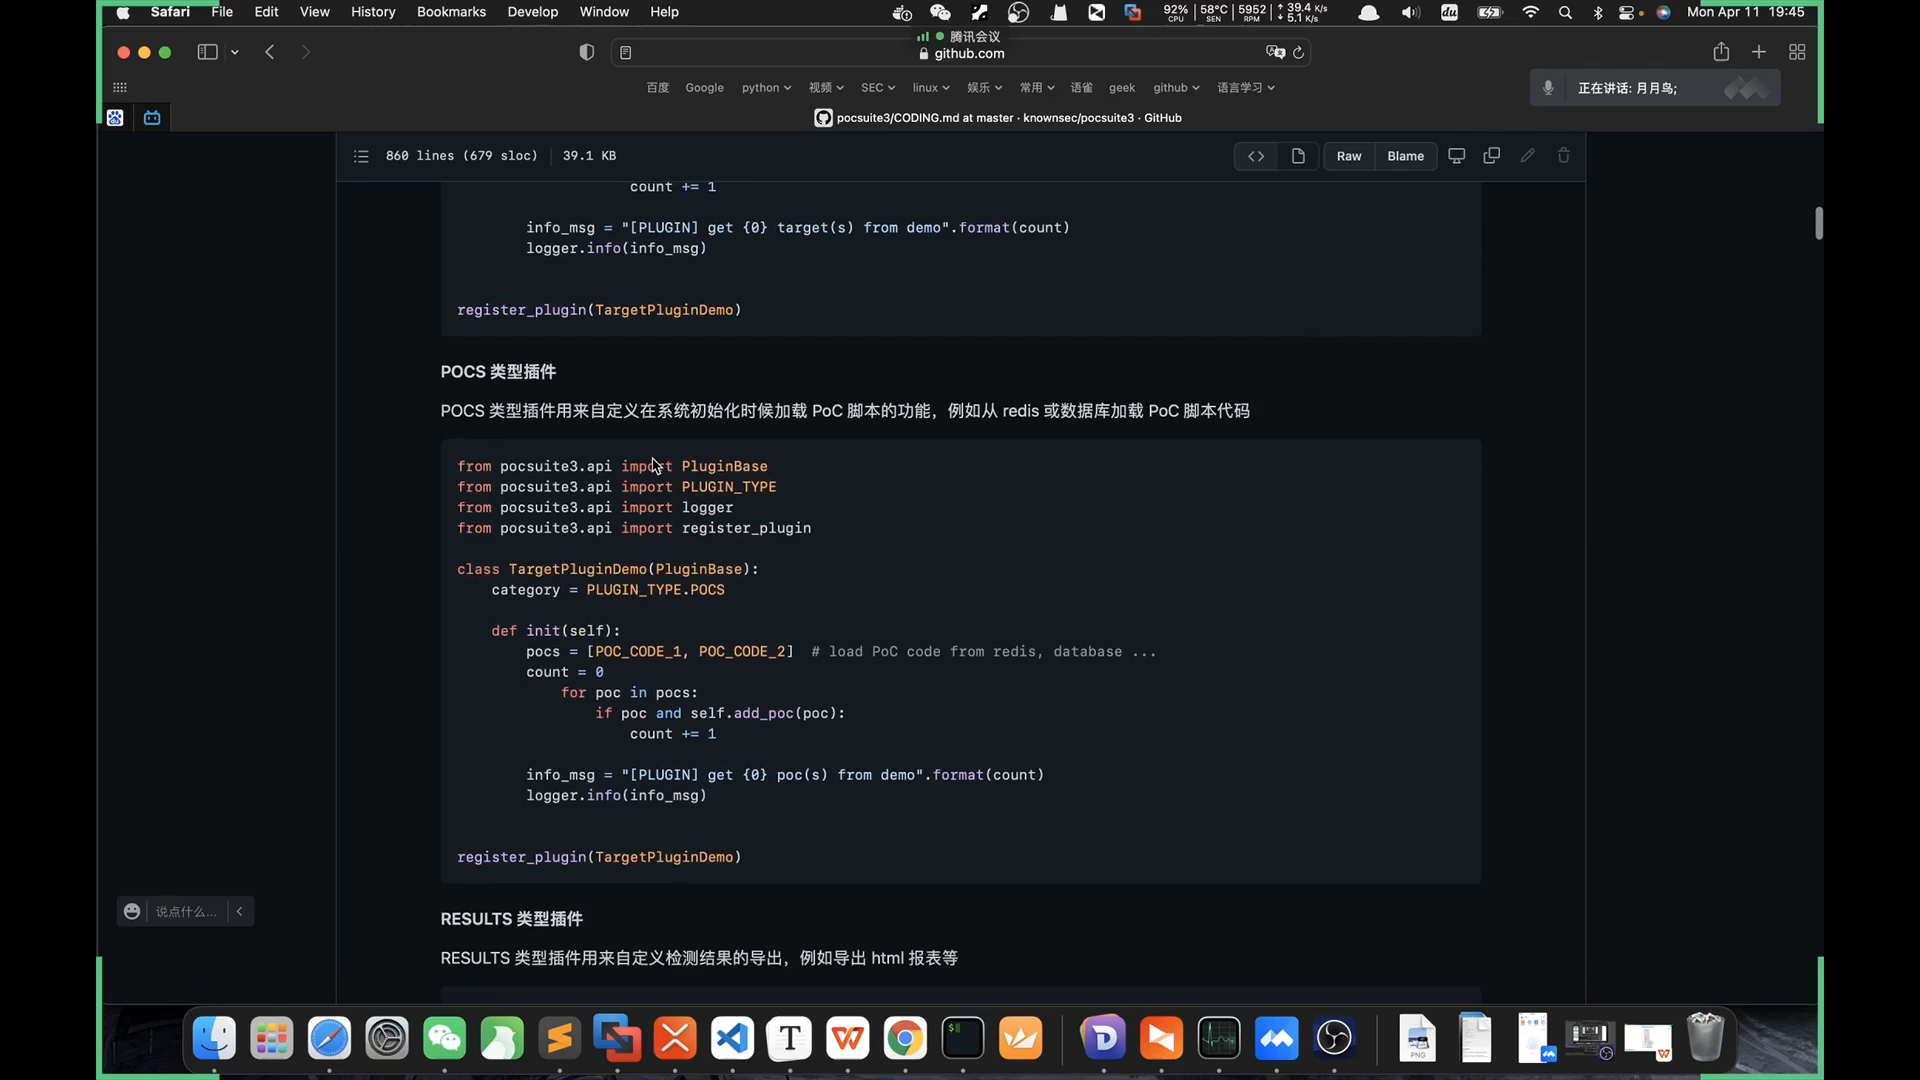 Safari File Edit View History Bookmarks Develop Window Help
92% CPU 58°C SEN 5952 RPM 39.4 K/s 5.1 K/s du Mon Apr 11 19:45
腾讯会议
github.com
百度 Google python 视频 SEC linux 娱乐 常用 语雀 geek github 语言学习
正在讲话: 月月鸟;
pocsuite3/CODING.md at master · knownsec/pocsuite3 · GitHub
860 lines (679 sloc) 39.1 KB Raw Blame
count += 1
info_msg = "[PLUGIN] get {0} target(s) from demo".format(count)
logger.info(info_msg)
register_plugin(TargetPluginDemo)
POCS 类型插件
POCS 类型插件用来自定义在系统初始化时候加载 PoC 脚本的功能，例如从 redis 或数据库加载 PoC 脚本代码
from pocsuite3.api import PluginBase
from pocsuite3.api import PLUGIN_TYPE
from pocsuite3.api import logger
from pocsuite3.api import register_plugin
class TargetPluginDemo(PluginBase):
category = PLUGIN_TYPE.POCS
def init(self):
pocs = [POC_CODE_1, POC_CODE_2] # load PoC code from redis, database ...
count = 0
for poc in pocs:
if poc and self.add_poc(poc):
count += 1
info_msg = "[PLUGIN] get {0} poc(s) from demo".format(count)
logger.info(info_msg)
register_plugin(TargetPluginDemo)
说点什么...
RESULTS 类型插件
RESULTS 类型插件用来自定义检测结果的导出，例如导出 html 报表等